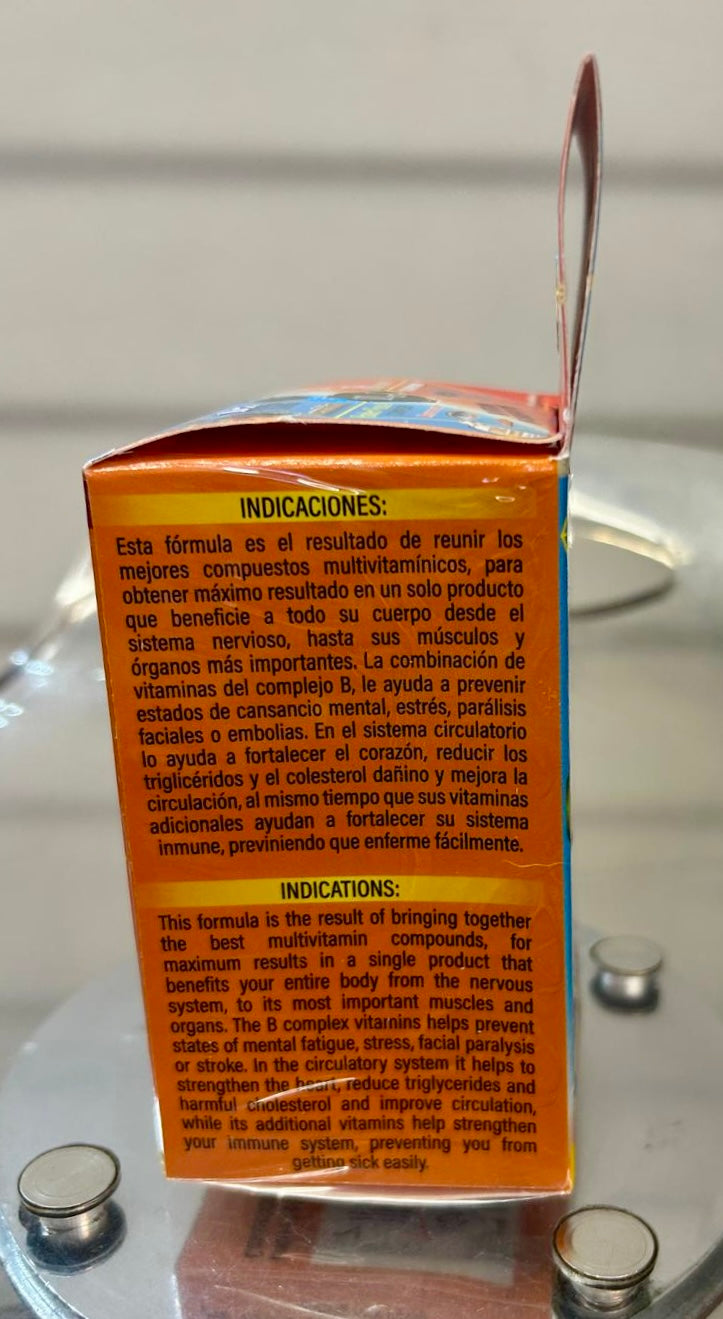 INDICACIONES:
Esta fórmula es el resultado de reunir los
mejores compuestos multivitamínicos, para
obtener máximo resultado en un solo producto
que beneficie a todo su cuerpo desde el
sistema nervioso, hasta sus músculos y
órganos más importantes. La combinación de
vitaminas del complejo B, le ayuda a prevenir
estados de cansancio mental, estrés, parálisis
faciales o embolias. En el sistema circulatorio
lo ayuda a fortalecer el corazón, reducir los
triglicéridos y el colesterol dañino y mejora la
circulación, al mismo tiempo que sus vitaminas
adicionales ayudan a fortalecer su sistema
inmune, previniendo que enferme fácilmente.
INDICATIONS:
This formula is the result of bringing together
the best multivitamin compounds, for
maximum results in a single product that
benefits your entire body from the nervous
system, to its most important muscles and
organs. The B complex vitamins helps prevent
states of mental fatigue, stress, facial paralysis
or stroke. In the circulatory system it helps to
strengthen the heart, reduce triglycerides and
harmful cholesterol and improve circulation,
while its additional vitamins help strengthen
your immune system, preventing you from
getting sick easily.